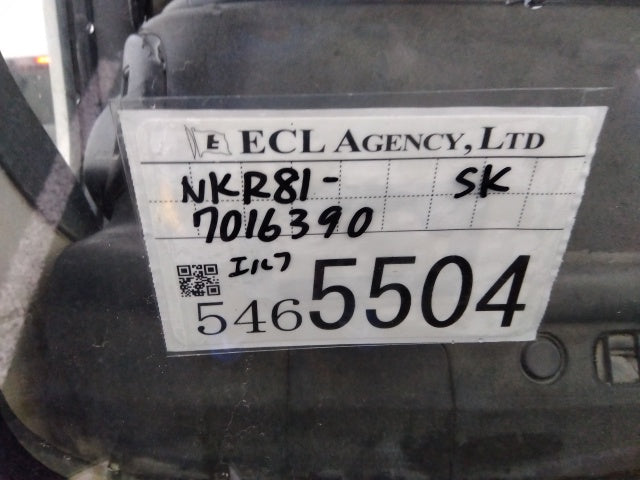 E ECL AGENCY, LTD
NKR81- SK
7016390
エルフ
5465504